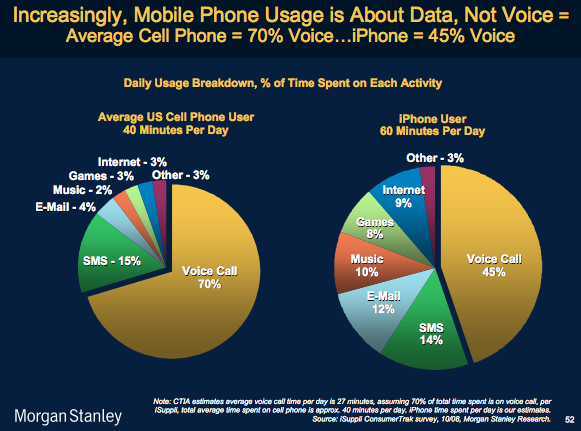 Increasingly, Mobile Phone Usage is About Data, Not Voice =
Average Cell Phone = 70% Voice…iPhone = 45% Voice
Daily Usage Breakdown, % of Time Spent on Each Activity
Average US Cell Phone User
40 Minutes Per Day
Internet - 3%
Games - 3%
Other - 3%
Music - 2%
E-Mail - 4%
SMS - 15%
Voice Call
70%
iPhone User
60 Minutes Per Day
Other - 3%
Internet
9%
Games
8%
Music
10%
E-Mail
12%
SMS
14%
Voice Call
45%
Note: CTIA estimates average voice call time per day is 27 minutes, assuming 70% of total time spent is on voice call, per
iSuppli, total average time spent on cell phone is approx. 40 minutes per day. iPhone time spent per day is our estimates.
Source: iSuppli ConsumerTrak survey, 10/08, Morgan Stanley Research.
Morgan Stanley
52